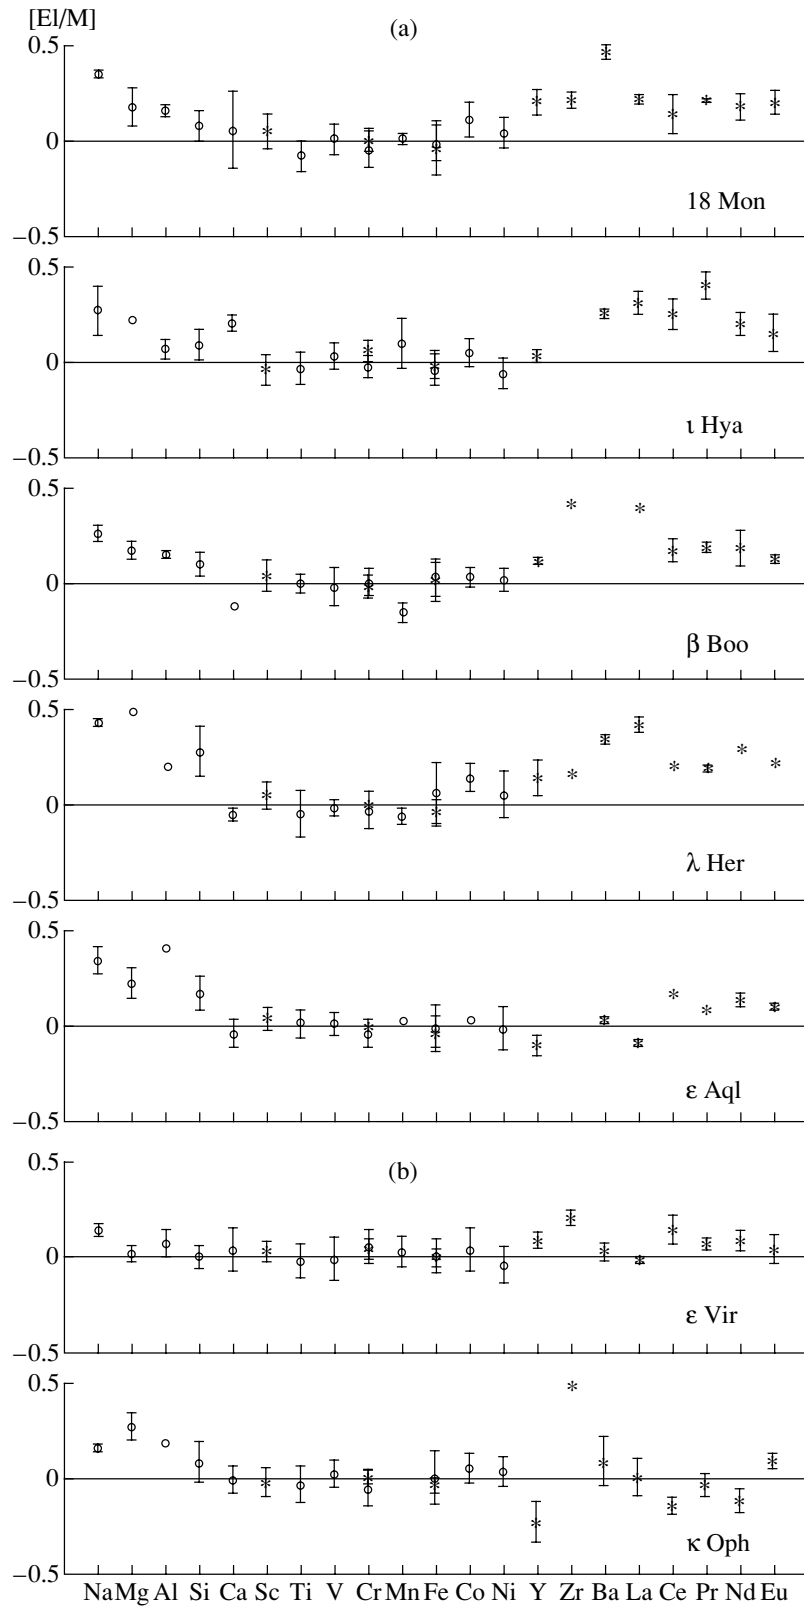 [El/M]
(a)
0.5
0
–0.5
18 Mon
0.5
0
–0.5
ι Hya
0.5
0
–0.5
β Boo
0.5
0
–0.5
λ Her
0.5
0
–0.5
ε Aql
(b)
0.5
0
–0.5
ε Vir
0.5
0
–0.5
κ Oph
Na Mg Al Si Ca Sc Ti V Cr Mn Fe Co Ni Y Zr Ba La Ce Pr Nd Eu